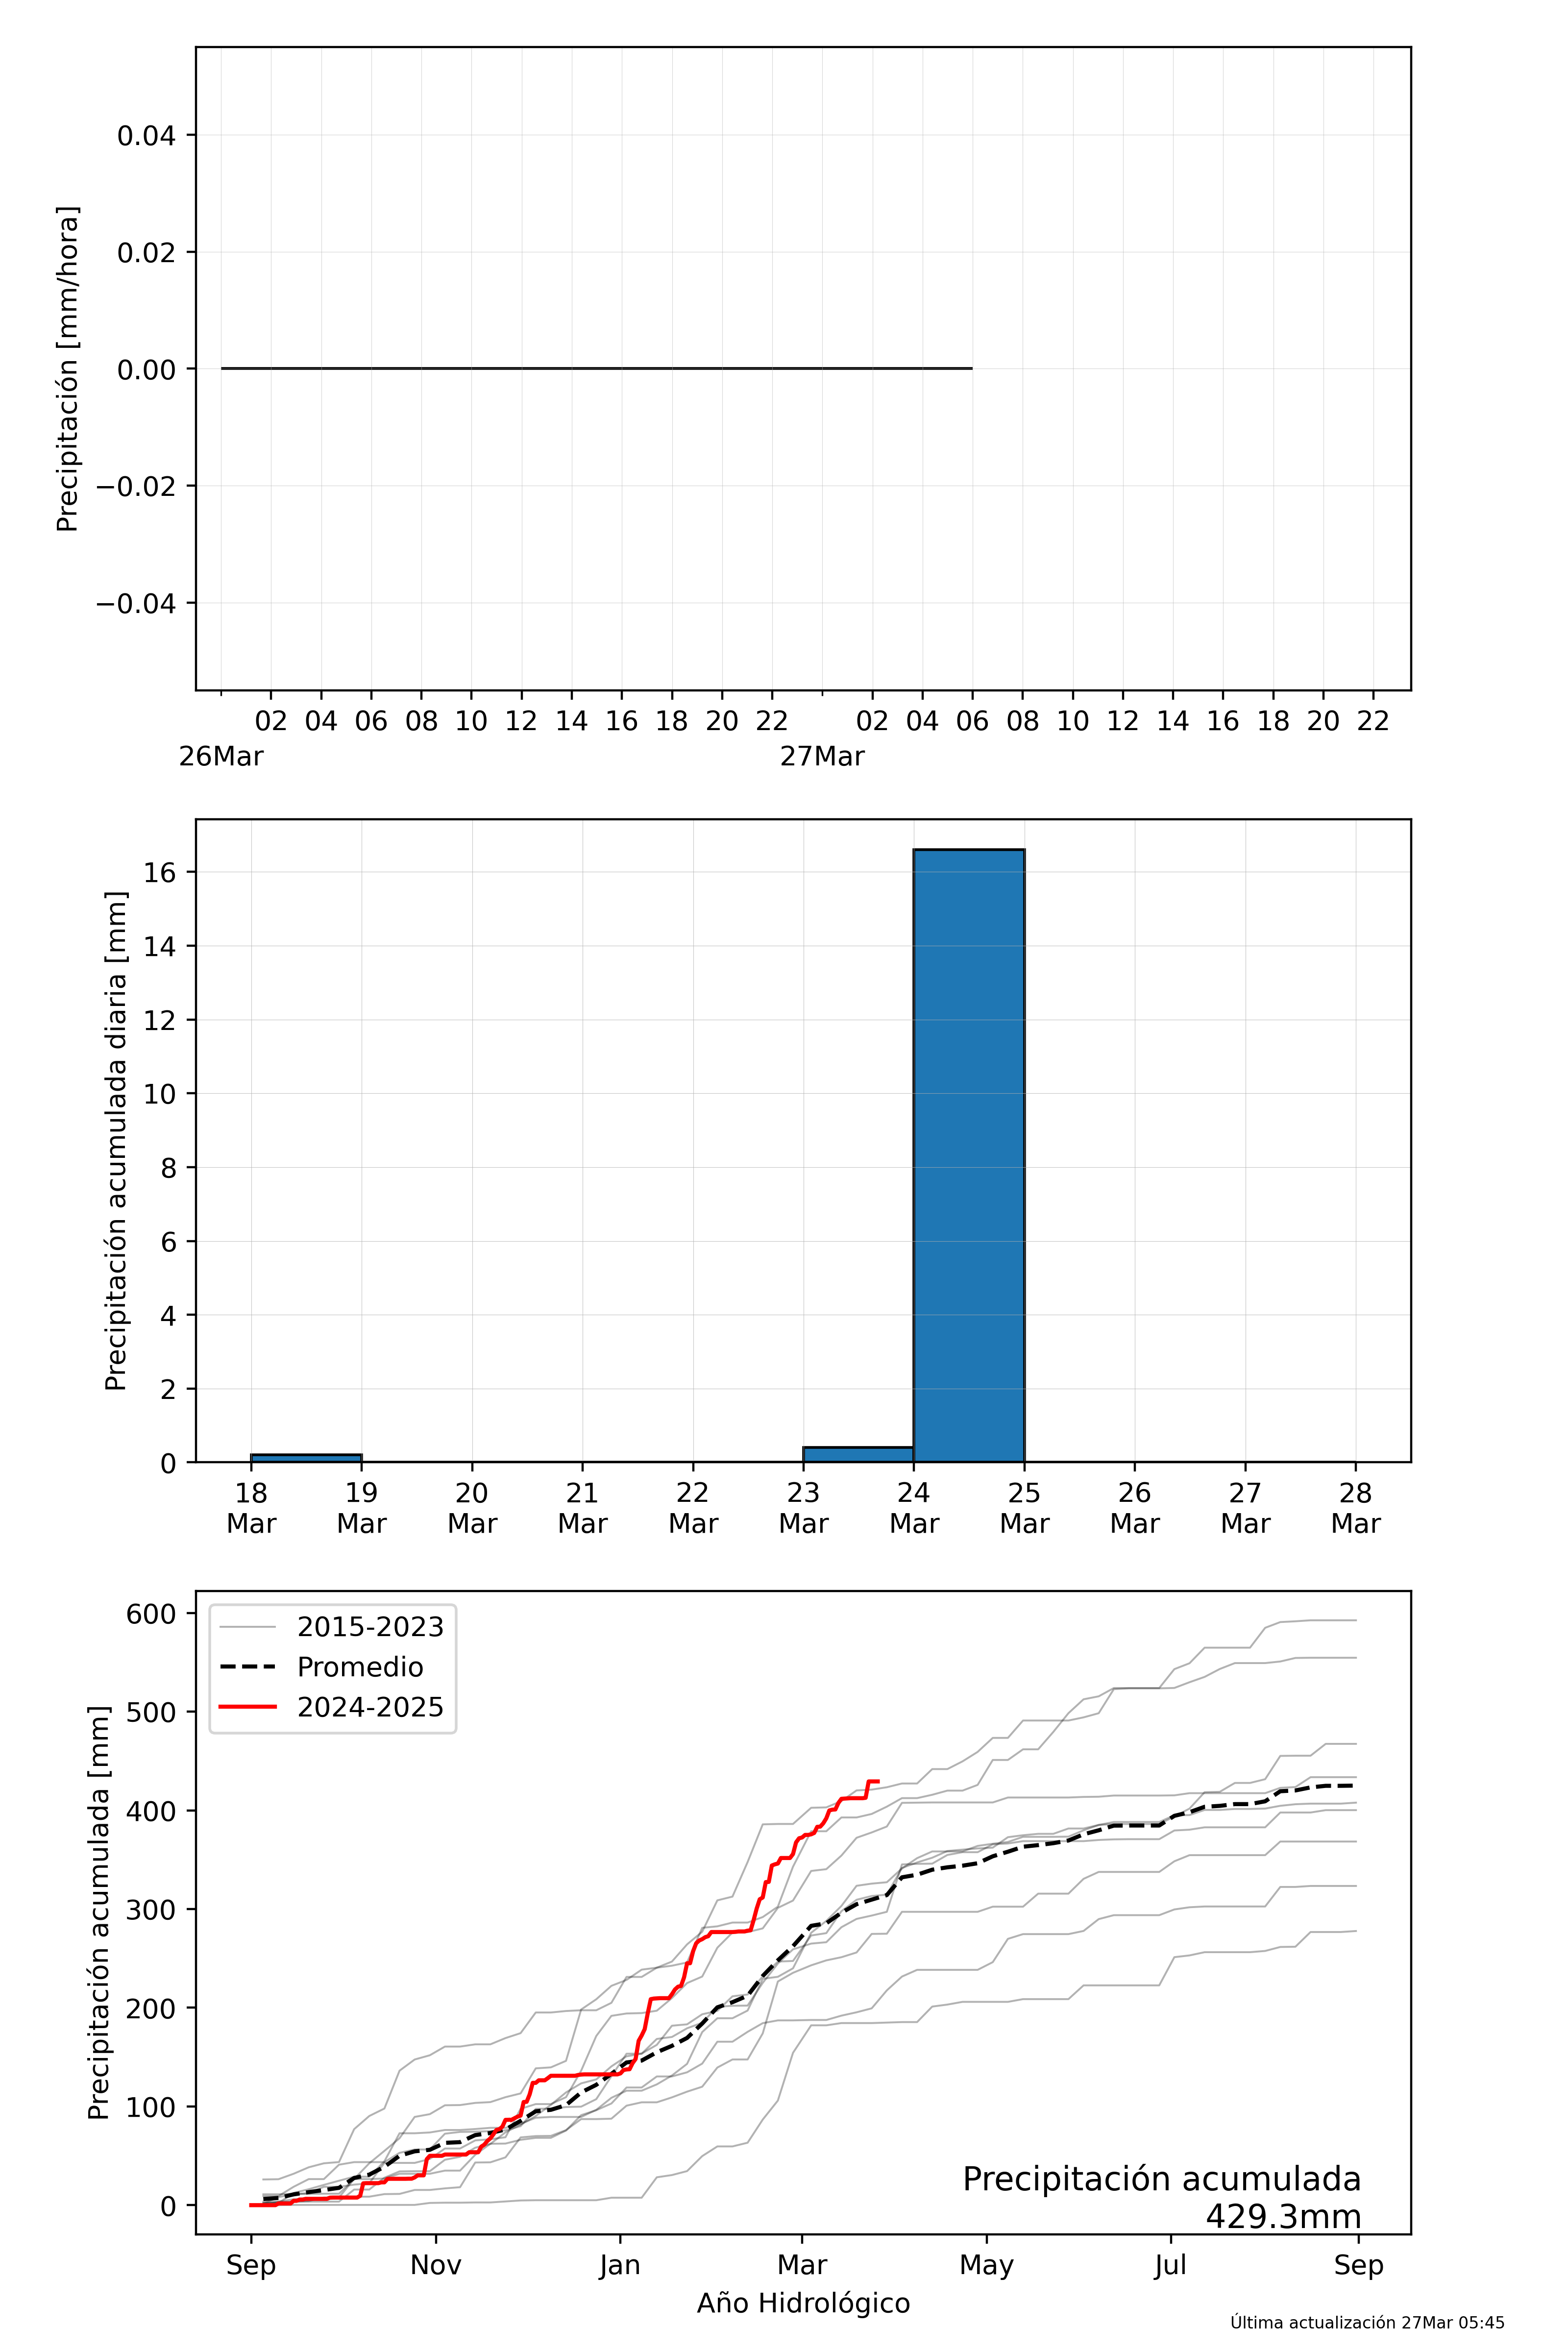 Precipitación [mm/hora]
0.04
0.02
0.00
−0.02
−0.04
02 04 06 08 10 12 14 16 18 20 22 02 04 06 08 10 12 14 16 18 20 22
26Mar 27Mar
Precipitación acumulada diaria [mm]
16
14
12
10
8
6
4
2
0
18 19 20 21 22 23 24 25 26 27 28
Mar Mar Mar Mar Mar Mar Mar Mar Mar Mar Mar
Precipitación acumulada [mm]
600
500
400
300
200
100
0
2015-2023
Promedio
2024-2025
Precipitación acumulada
429.3mm
Sep Nov Jan Mar May Jul Sep
Año Hidrológico
Última actualización 27Mar 05:45